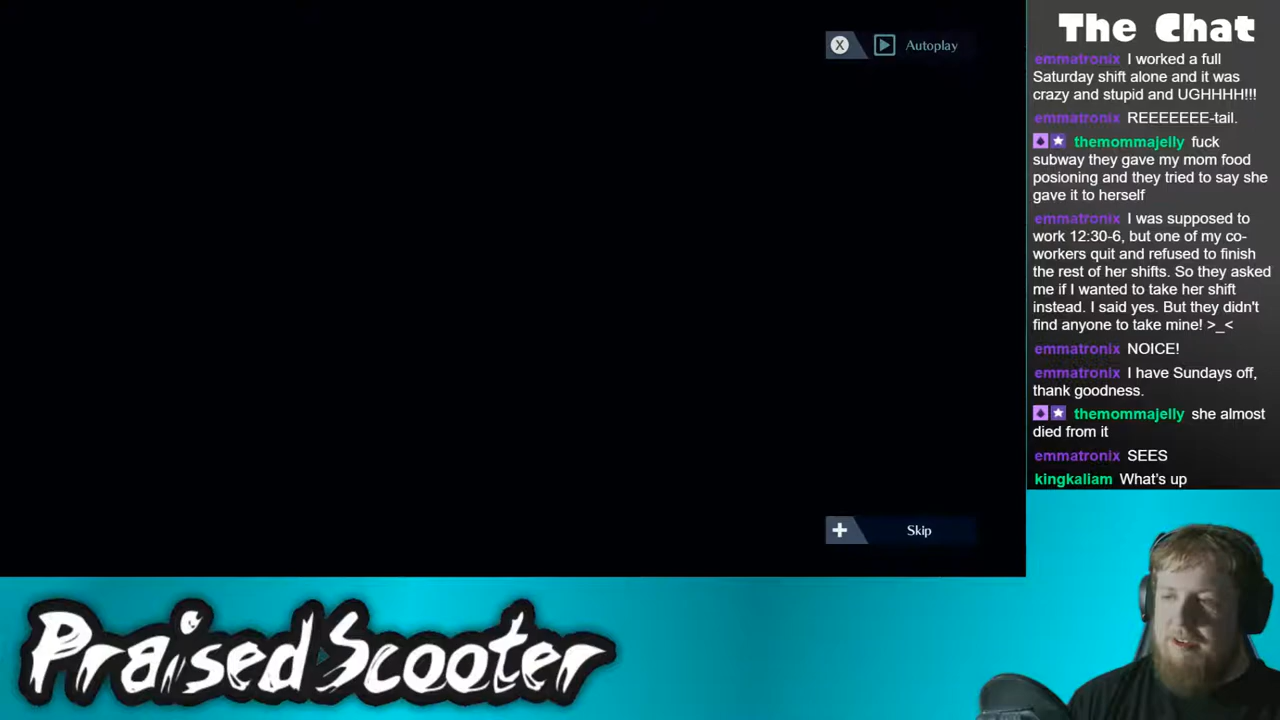 X Autoplay
+ Skip
The Chat
emmatronix I worked a full
Saturday shift alone and it was
crazy and stupid and UGHHHH!!!
emmatronix REEEEEEE-tail.
themommajelly fuck
subway they gave my mom food
posioning and they tried to say she
gave it to herself
emmatronix I was supposed to
work 12:30-6, but one of my co-
workers quit and refused to finish
the rest of her shifts. So they asked
me if I wanted to take her shift
instead. I said yes. But they didn't
find anyone to take mine! >_<
emmatronix NOICE!
emmatronix I have Sundays off,
thank goodness.
themommajelly she almost
died from it
emmatronix SEES
kingkaliam What's up
PraisedScooter